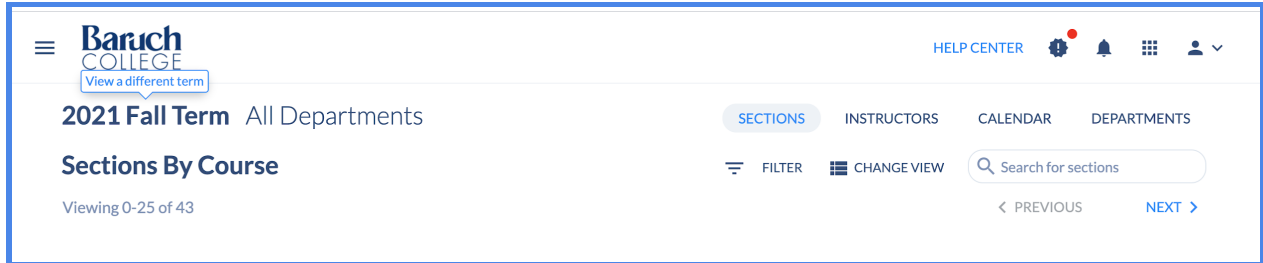 Baruch
COLLEGE
HELP CENTER
View a different term
2021 Fall Term All Departments
SECTIONS INSTRUCTORS CALENDAR DEPARTMENTS
Sections By Course
FILTER CHANGE VIEW Search for sections
Viewing 0-25 of 43
PREVIOUS NEXT